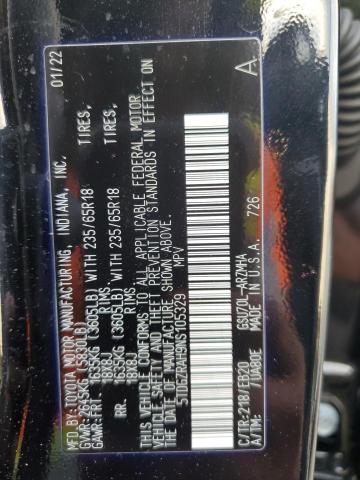 MFD.BY:TOYOTA MOTOR MANUFACTURING, INDIANA, INC. 01/22
GVWR:2645KG (5830LB)
GAWR:FRT. 1635KG (3605LB) WITH 235/65R18 TIRES,
18X8J RIMS
RR. 1635KG (3605LB) WITH 235/65R18 TIRES,
18X8J RIMS
THIS VEHICLE CONFORMS TO ALL APPLICABLE FEDERAL MOTOR
VEHICLE SAFETY AND THEFT PREVENTION STANDARDS IN EFFECT ON
THE DATE OF MANUFACTURE SHOWN ABOVE.
5TDGZRAH9NS105329 MPV
C/TR:218/FB20 GSU70L-ARZMHA
A/TM: /UA80E MADE IN U.S.A. 726 A